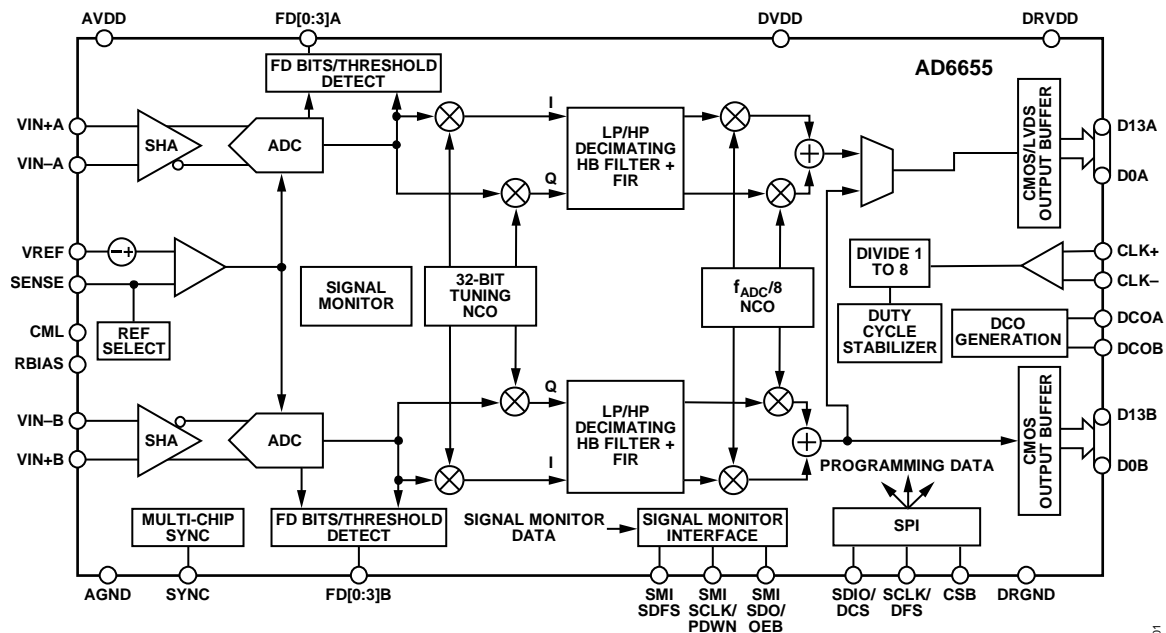 AVDD
FD[0:3]A
DVDD
DRVDD
FD BITS/THRESHOLD
DETECT
AD6655
VIN+A
VIN–A
SHA
ADC
I
Q
LP/HP
DECIMATING
HB FILTER +
FIR
CMOS/LVDS
OUTPUT BUFFER
D13A
D0A
VREF
SENSE
CML
RBIAS
REF
SELECT
SIGNAL
MONITOR
32-BIT
TUNING
NCO
fADC/8
NCO
DIVIDE 1
TO 8
DUTY
CYCLE
STABILIZER
DCO
GENERATION
CLK+
CLK–
DCOA
DCOB
VIN–B
VIN+B
SHA
ADC
Q
I
LP/HP
DECIMATING
HB FILTER +
FIR
CMOS
OUTPUT BUFFER
D13B
D0B
PROGRAMMING DATA
MULTI-CHIP
SYNC
FD BITS/THRESHOLD
DETECT
SIGNAL MONITOR
DATA
SIGNAL MONITOR
INTERFACE
SPI
AGND
SYNC
FD[0:3]B
SMI
SDFS
SMI
SCLK/
PDWN
SMI
SDO/
OEB
SDIO/
DCS
SCLK/
DFS
CSB
DRGND